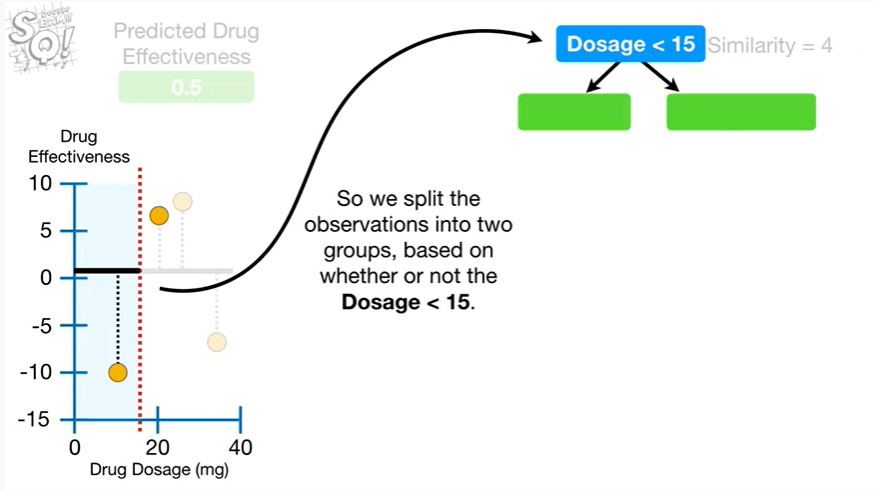 SQ!
Predicted Drug
Effectiveness
0.5
Dosage < 15
Similarity = 4
Drug
Effectiveness
10
5
0
-5
-10
-15
0
20
40
Drug Dosage (mg)
So we split the
observations into two
groups, based on
whether or not the
Dosage < 15.